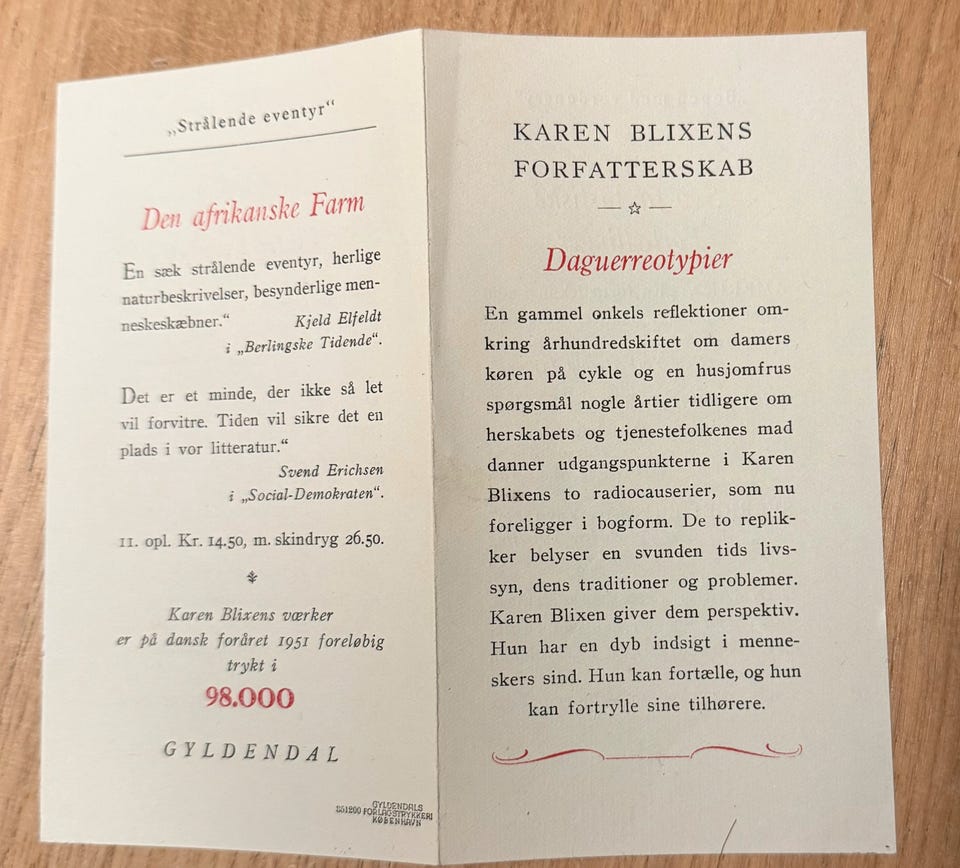 „Strålende eventyr“
Den afrikanske Farm
En sæk strålende eventyr, herlige
naturbeskrivelser, besynderlige men-
neskeskæbner.“ Kjeld Elfeldt
i „Berlingske Tidende“.
Det er et minde, der ikke så let
vil forvitre. Tiden vil sikre det en
plads i vor litteratur.“
Svend Erichsen
i „Social-Demokraten“.
11. opl. Kr. 14.50, m. skindryg 26.50.
Karen Blixens værker
er på dansk foråret 1951 foreløbig
trykt i
98.000
GYLDENDAL
GYLDENDALS
351200 FORLAGSTRYKKERI
KØBENHAVN
KAREN BLIXENS
FORFATTERSKAB
Daguerreotypier
En gammel onkels reflektioner om-
kring århundredskiftet om damers
køren på cykle og en husjomfrus
spørgsmål nogle årtier tidligere om
herskabets og tjenestefolkenes mad
danner udgangspunkterne i Karen
Blixens to radiocauserier, som nu
foreligger i bogform. De to replik-
ker belyser en svunden tids livs-
syn, dens traditioner og problemer.
Karen Blixen giver dem perspektiv.
Hun har en dyb indsigt i menne-
skers sind. Hun kan fortælle, og hun
kan fortrylle sine tilhørere.